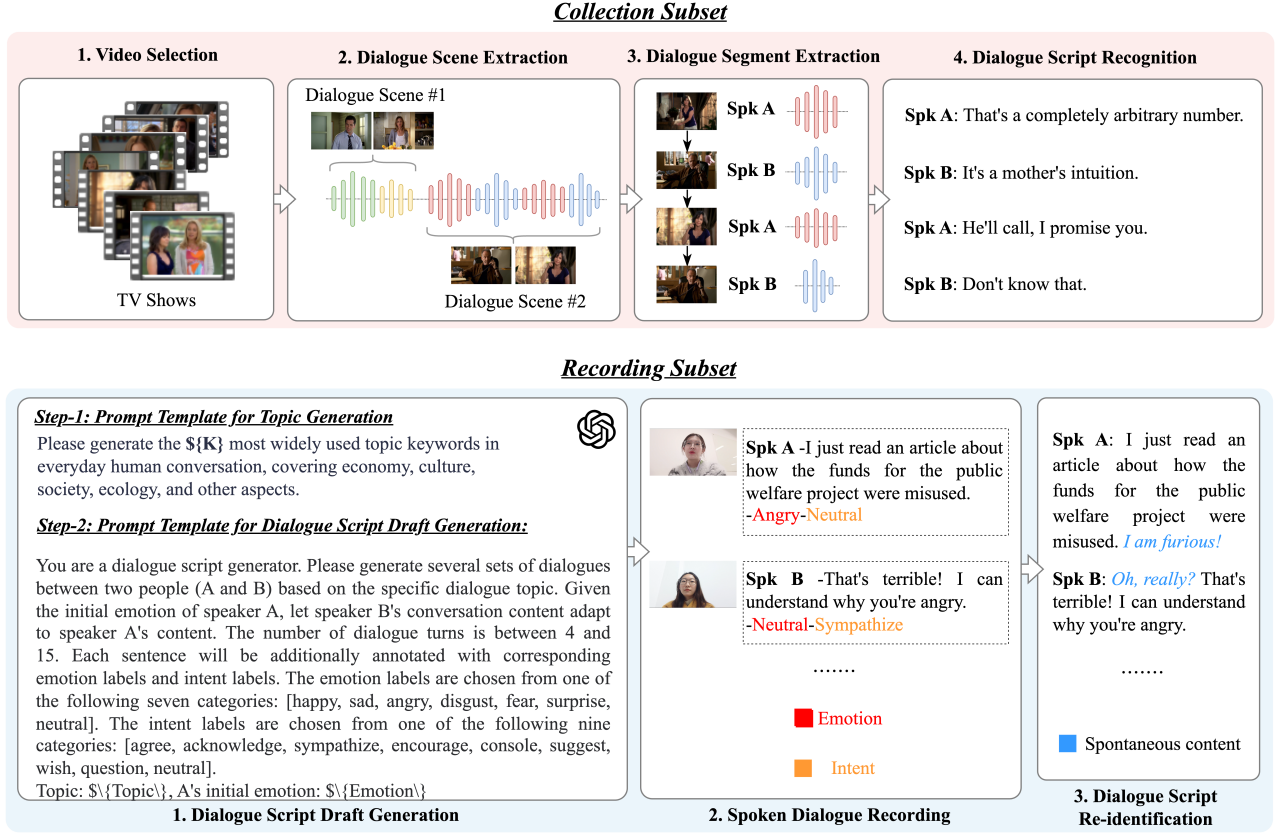 Collection Subset
1. Video Selection
TV Shows
2. Dialogue Scene Extraction
Dialogue Scene #1
Dialogue Scene #2
3. Dialogue Segment Extraction
Spk A
Spk B
Spk A
Spk B
4. Dialogue Script Recognition
Spk A: That's a completely arbitrary number.
Spk B: It's a mother's intuition.
Spk A: He'll call, I promise you.
Spk B: Don't know that.
Recording Subset
Step-1: Prompt Template for Topic Generation
Please generate the ${K} most widely used topic keywords in
everyday human conversation, covering economy, culture,
society, ecology, and other aspects.
Step-2: Prompt Template for Dialogue Script Draft Generation:
You are a dialogue script generator. Please generate several sets of dialogues
between two people (A and B) based on the specific dialogue topic. Given
the initial emotion of speaker A, let speaker B's conversation content adapt
to speaker A's content. The number of dialogue turns is between 4 and
15. Each sentence will be additionally annotated with corresponding
emotion labels and intent labels. The emotion labels are chosen from one of
the following seven categories: [happy, sad, angry, disgust, fear, surprise,
neutral]. The intent labels are chosen from one of the following nine
categories: [agree, acknowledge, sympathize, encourage, console, suggest,
wish, question, neutral].
Topic: $\{Topic\}, A's initial emotion: $\{Emotion\}
1. Dialogue Script Draft Generation
Spk A -I just read an article about
how the funds for the public
welfare project were misused.
-Angry-Neutral
Spk B -That's terrible! I can
understand why you're angry.
-Neutral-Sympathize
.......
Emotion
Intent
2. Spoken Dialogue Recording
Spk A: I just read an
article about how the
funds for the public
welfare project were
misused. I am furious!
Spk B: Oh, really? That's
terrible! I can understand
why you're angry.
.......
Spontaneous content
3. Dialogue Script
Re-identification